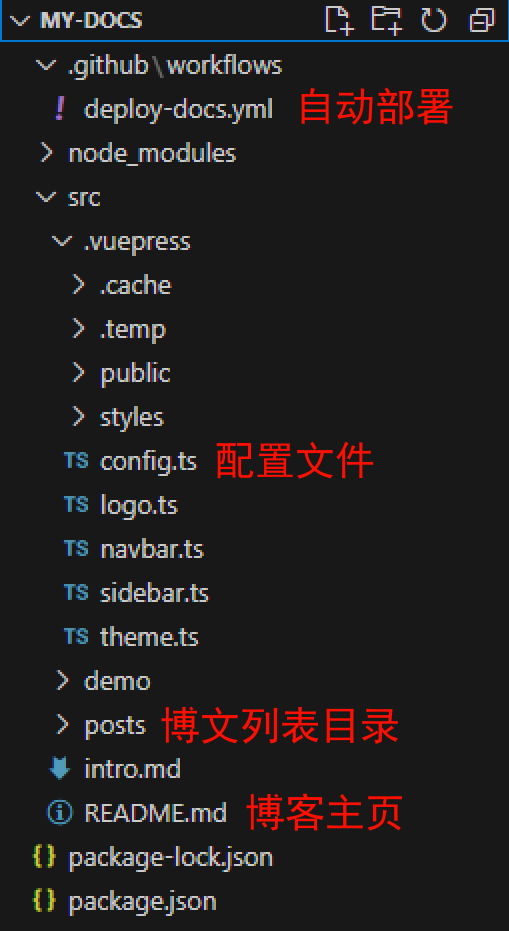 MY-DOCS
.github\workflows
deploy-docs.yml 自动部署
node_modules
src
.vuepress
.cache
.temp
public
styles
TS config.ts 配置文件
TS logo.ts
TS navbar.ts
TS sidebar.ts
TS theme.ts
demo
posts 博文列表目录
intro.md
README.md 博客主页
{} package-lock.json
{} package.json